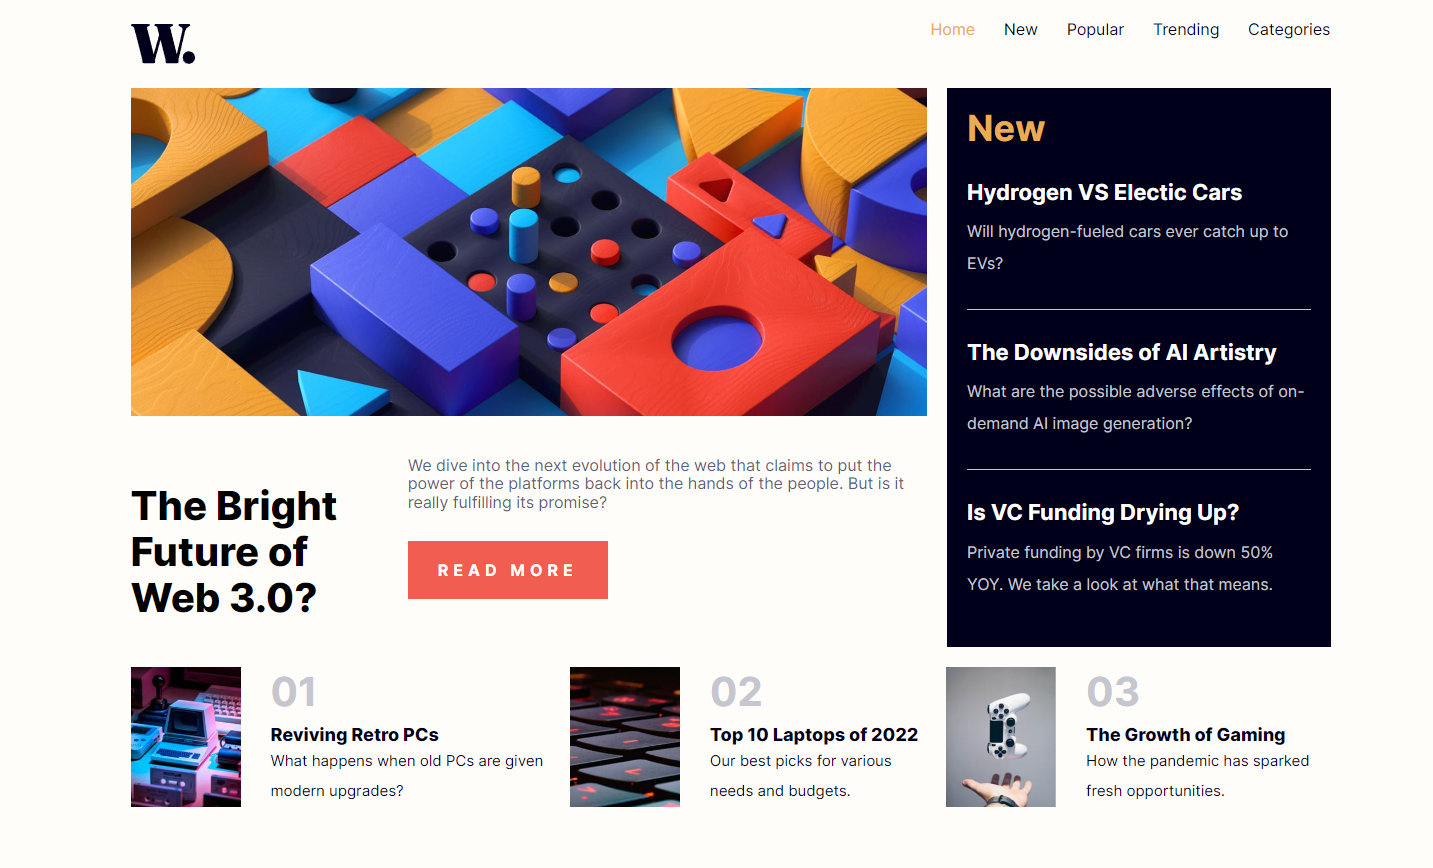 W.
Home New Popular Trending Categories
New
Hydrogen VS Electic Cars
Will hydrogen-fueled cars ever catch up to
EVs?
The Downsides of AI Artistry
What are the possible adverse effects of on-
demand AI image generation?
Is VC Funding Drying Up?
Private funding by VC firms is down 50%
YOY. We take a look at what that means.
The Bright
Future of
Web 3.0?
We dive into the next evolution of the web that claims to put the
power of the platforms back into the hands of the people. But is it
really fulfilling its promise?
READ MORE
01
Reviving Retro PCs
What happens when old PCs are given
modern upgrades?
02
Top 10 Laptops of 2022
Our best picks for various
needs and budgets.
03
The Growth of Gaming
How the pandemic has sparked
fresh opportunities.